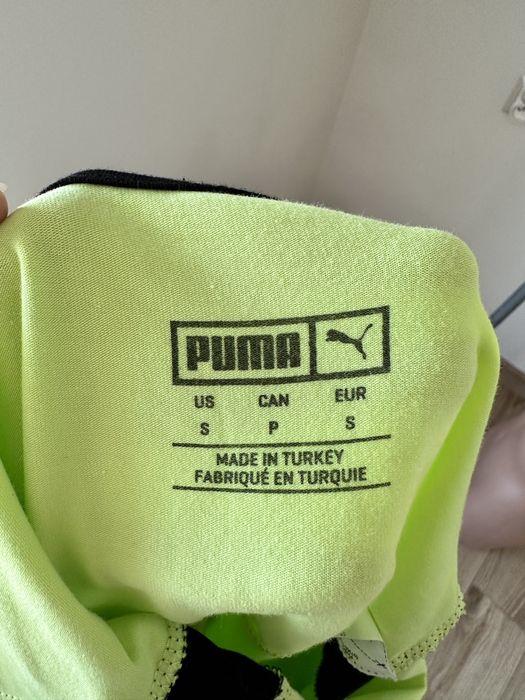 PUMA
US CAN EUR
S P S
MADE IN TURKEY
FABRIQUÉ EN TURQUIE